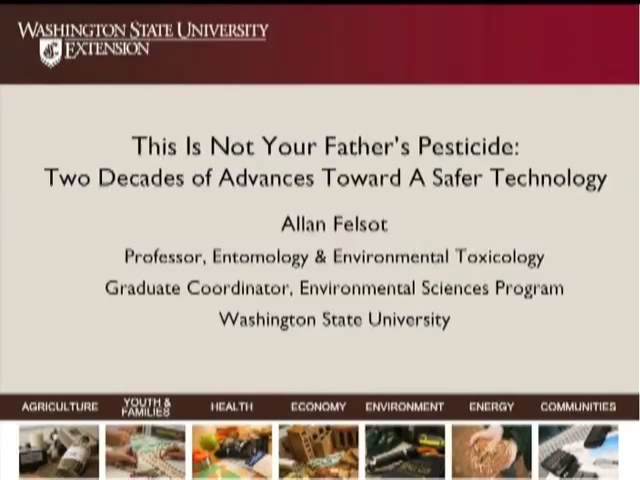 WASHINGTON STATE UNIVERSITY
EXTENSION
This Is Not Your Father's Pesticide:
Two Decades of Advances Toward A Safer Technology
Allan Felsot
Professor, Entomology & Environmental Toxicology
Graduate Coordinator, Environmental Sciences Program
Washington State University
AGRICULTURE
YOUTH &
FAMILIES
HEALTH
ECONOMY
ENVIRONMENT
ENERGY
COMMUNITIES